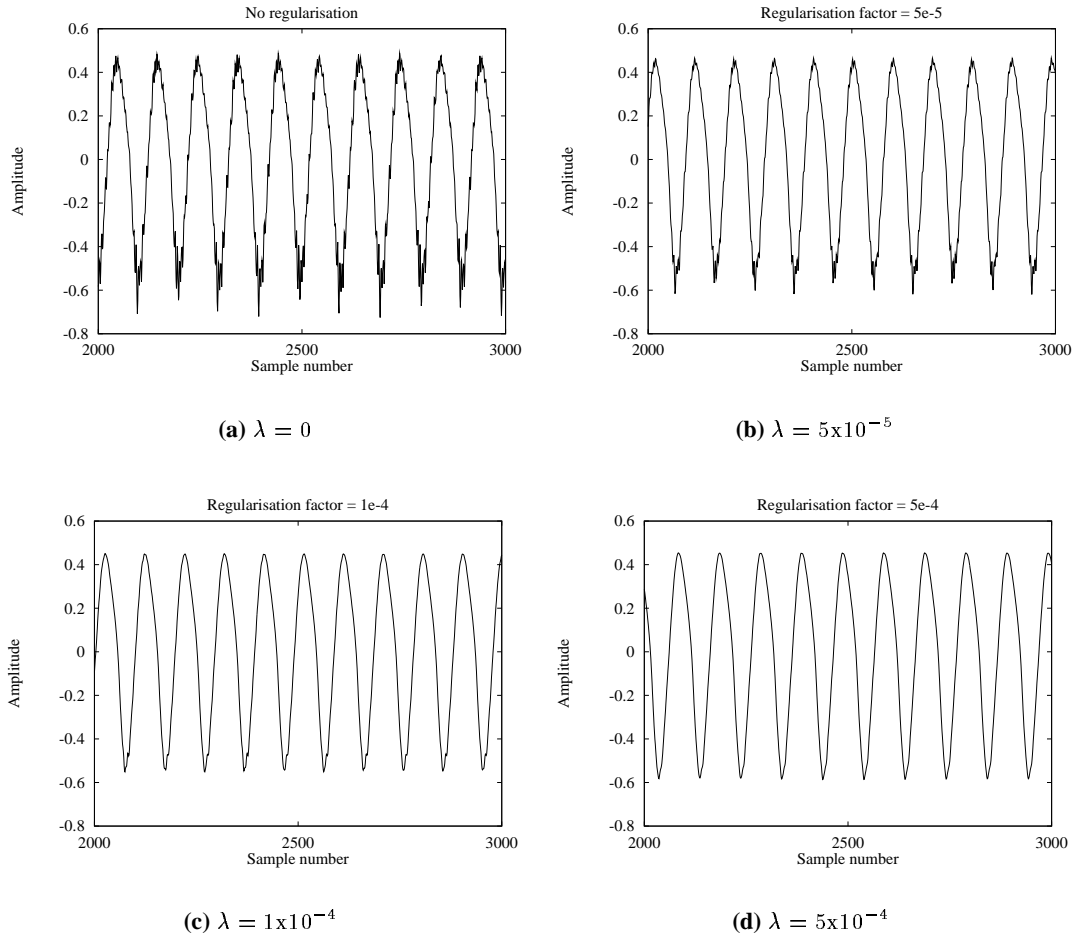 No regularisation
0.6
0.4
0.2
0
-0.2
-0.4
-0.6
-0.8
Amplitude
2000
2500
3000
Sample number
(a) λ = 0
Regularisation factor = 5e-5
0.6
0.4
0.2
0
-0.2
-0.4
-0.6
-0.8
Amplitude
2000
2500
3000
Sample number
(b) λ = 5x10⁻⁵
Regularisation factor = 1e-4
0.6
0.4
0.2
0
-0.2
-0.4
-0.6
-0.8
Amplitude
2000
2500
3000
Sample number
(c) λ = 1x10⁻⁴
Regularisation factor = 5e-4
0.6
0.4
0.2
0
-0.2
-0.4
-0.6
-0.8
Amplitude
2000
2500
3000
Sample number
(d) λ = 5x10⁻⁴